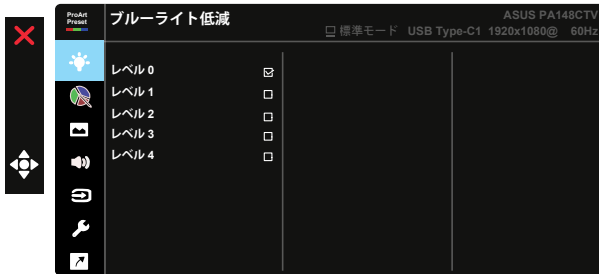 ProArt
Preset
ブルーライト低減
ASUS PA148CTV
標準モード USB Type-C1 1920x1080@ 60Hz
レベル 0
レベル 1
レベル 2
レベル 3
レベル 4